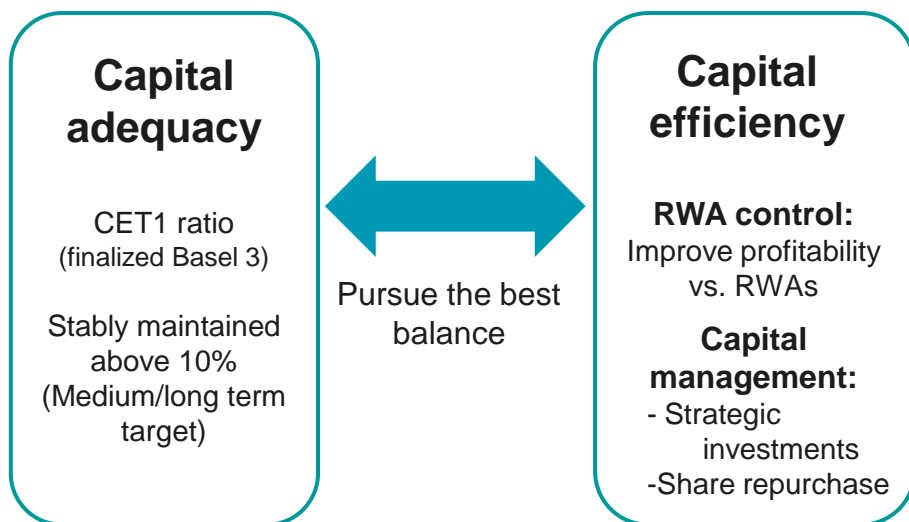 Capital
adequacy
CET1 ratio
(finalized Basel 3)
Stably maintained
above 10%
(Medium/long term
target)
Pursue the best
balance
Capital
efficiency
RWA control:
Improve profitability
vs. RWAs
Capital
management:
- Strategic
investments
-Share repurchase